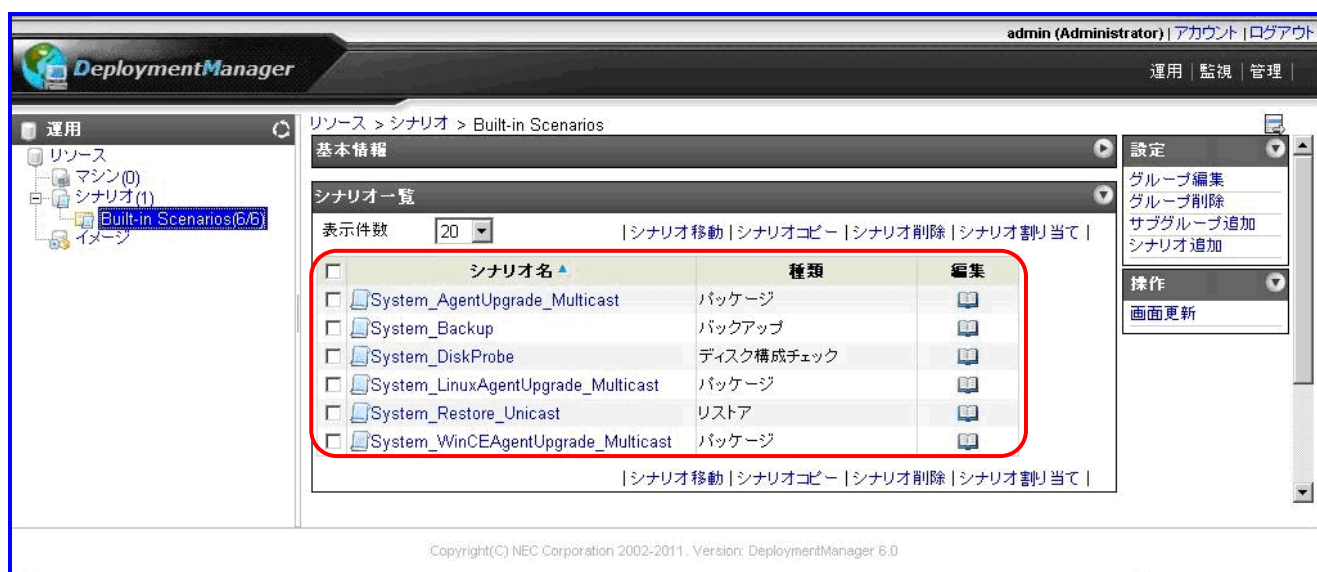 admin (Administrator) | アカウント | ログアウト
DeploymentManager
運用 | 監視 | 管理 |
運用
リソース
マシン(0)
シナリオ(1)
Built-in Scenarios(6/6)
イメージ
リソース > シナリオ > Built-in Scenarios
基本情報
シナリオ一覧
表示件数 20 | シナリオ移動 | シナリオコピー | シナリオ削除 | シナリオ割り当て |
シナリオ名 種類 編集
System_AgentUpgrade_Multicast パッケージ
System_Backup バックアップ
System_DiskProbe ディスク構成チェック
System_LinuxAgentUpgrade_Multicast パッケージ
System_Restore_Unicast リストア
System_WinCEAgentUpgrade_Multicast パッケージ
| シナリオ移動 | シナリオコピー | シナリオ削除 | シナリオ割り当て |
設定
グループ編集
グループ削除
サブグループ追加
シナリオ追加
操作
画面更新
Copyright(C) NEC Corporation 2002-2011. Version: DeploymentManager 6.0